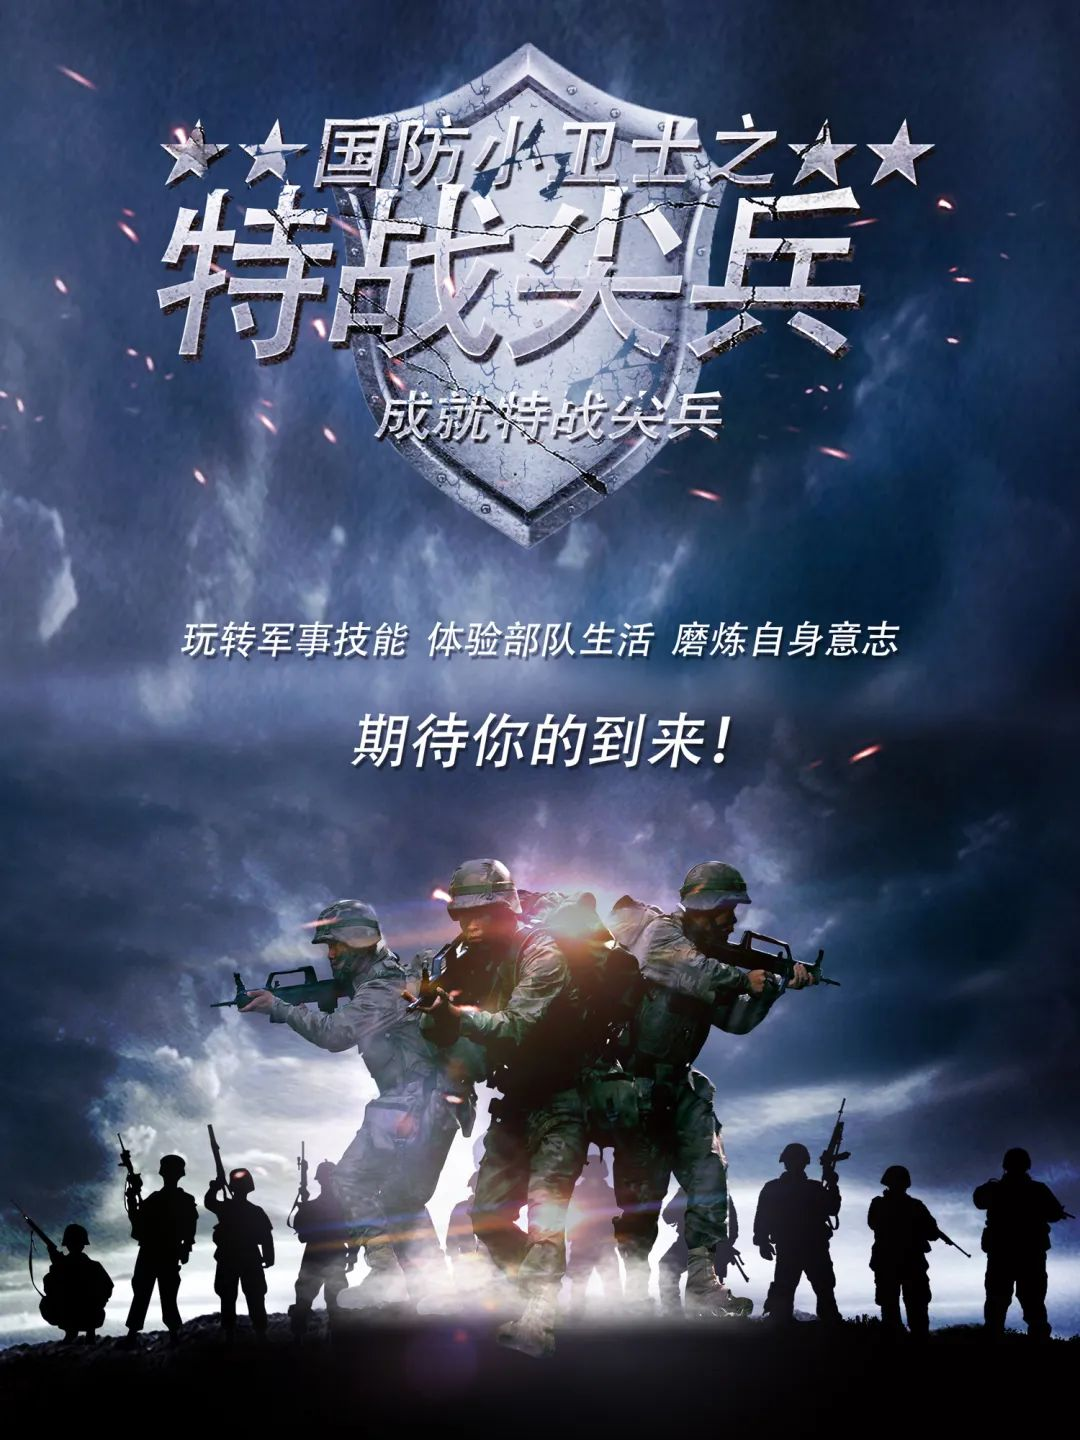 国防小卫士之
特战尖兵
成就特战尖兵
玩转军事技能 体验部队生活 磨炼自身意志
期待你的到来!